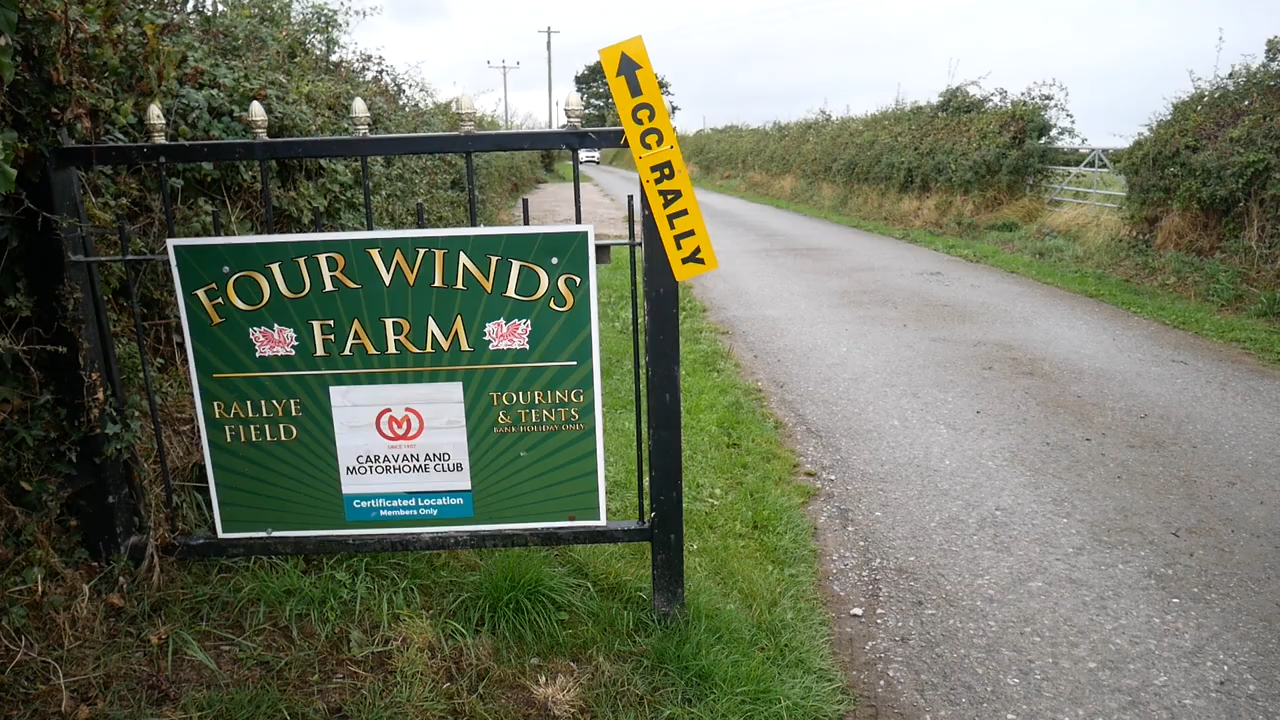 FOUR WINDS
FARM
RALLYE
FIELD
SINCE 1907
CARAVAN AND
MOTORHOME CLUB
Certificated Location
Members Only
TOURING
& TENTS
BANK HOLIDAY ONLY
CC RALLY